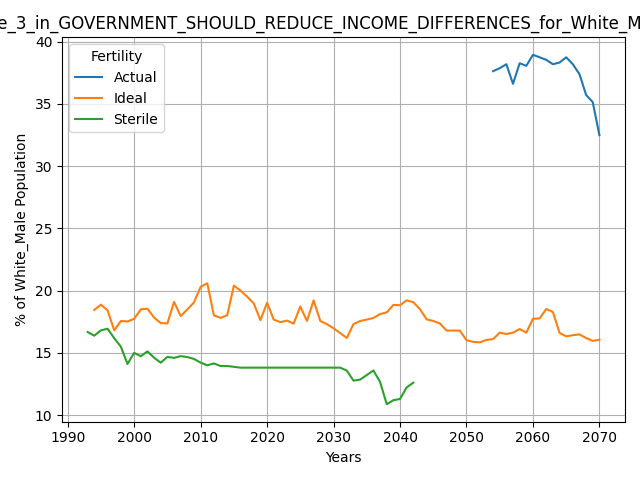 e_3_in_GOVERNMENT_SHOULD_REDUCE_INCOME_DIFFERENCES_for_White_M
Fertility
Actual
Ideal
Sterile
% of White_Male Population
40
35
30
25
20
15
10
1990 2000 2010 2020 2030 2040 2050 2060 2070
Years